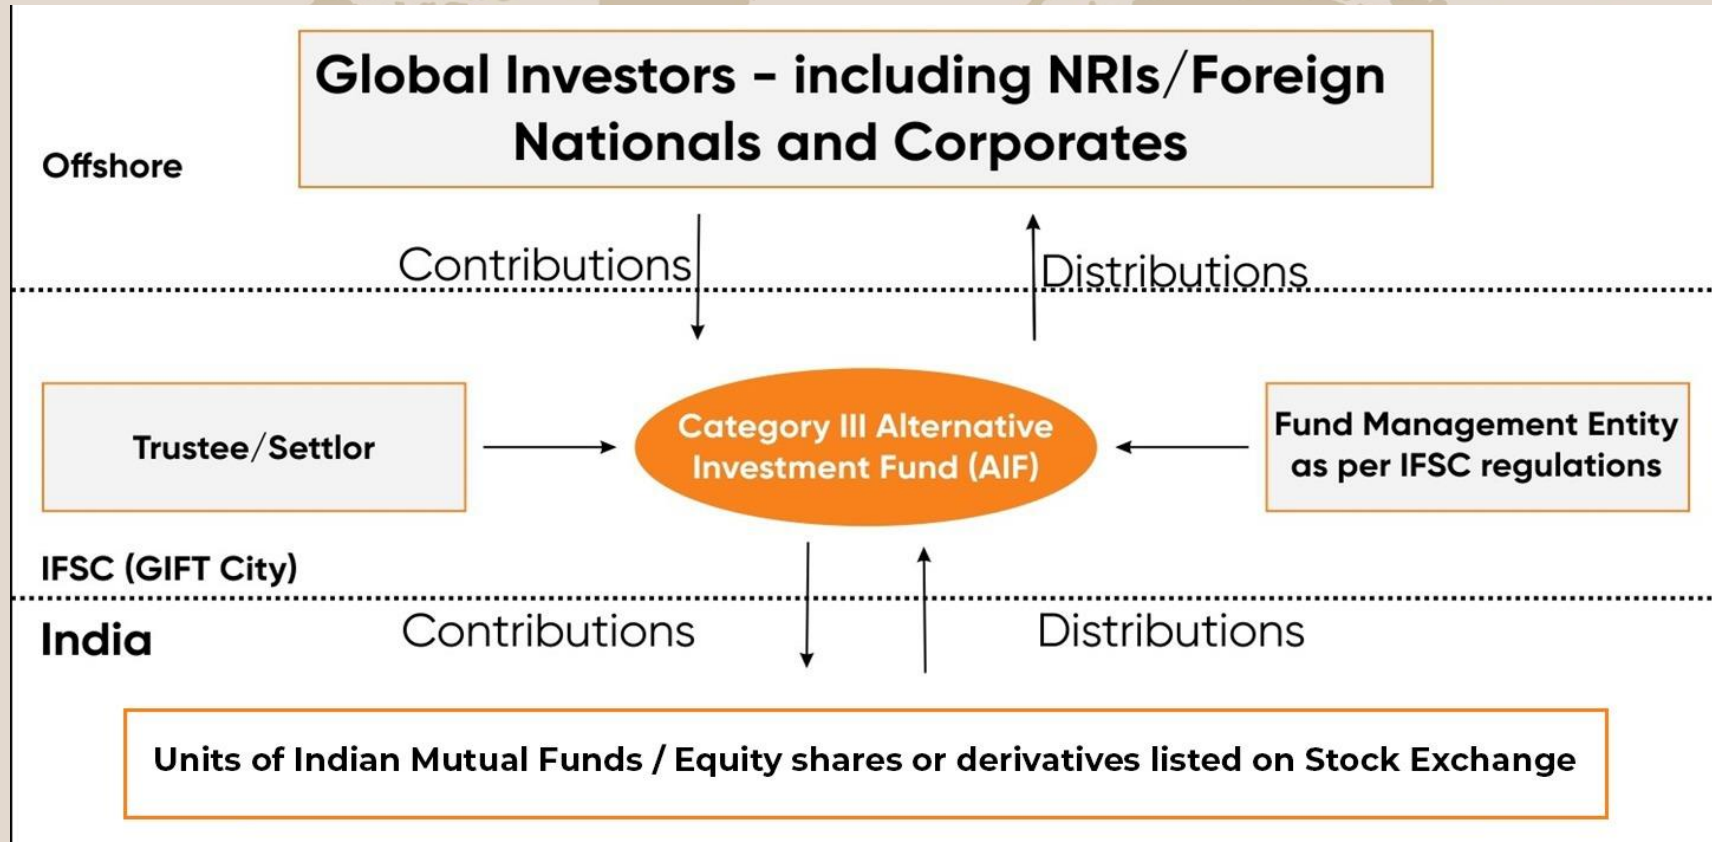 Global Investors - including NRIs/Foreign
Nationals and Corporates
Offshore
Contributions
Distributions
Trustee/Settlor
Category III Alternative
Investment Fund (AIF)
Fund Management Entity
as per IFSC regulations
IFSC (GIFT City)
India
Contributions
Distributions
Units of Indian Mutual Funds / Equity shares or derivatives listed on Stock Exchange